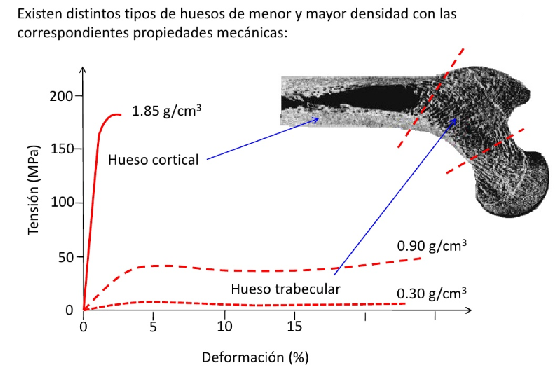 Existen distintos tipos de huesos de menor y mayor densidad con las
correspondientes propiedades mecánicas:
200
1.85 g/cm³
150
Hueso cortical
Tensión (MPa)
100
50
0.90 g/cm³
Hueso trabecular
0.30 g/cm³
0
0
5
10
15
Deformación (%)